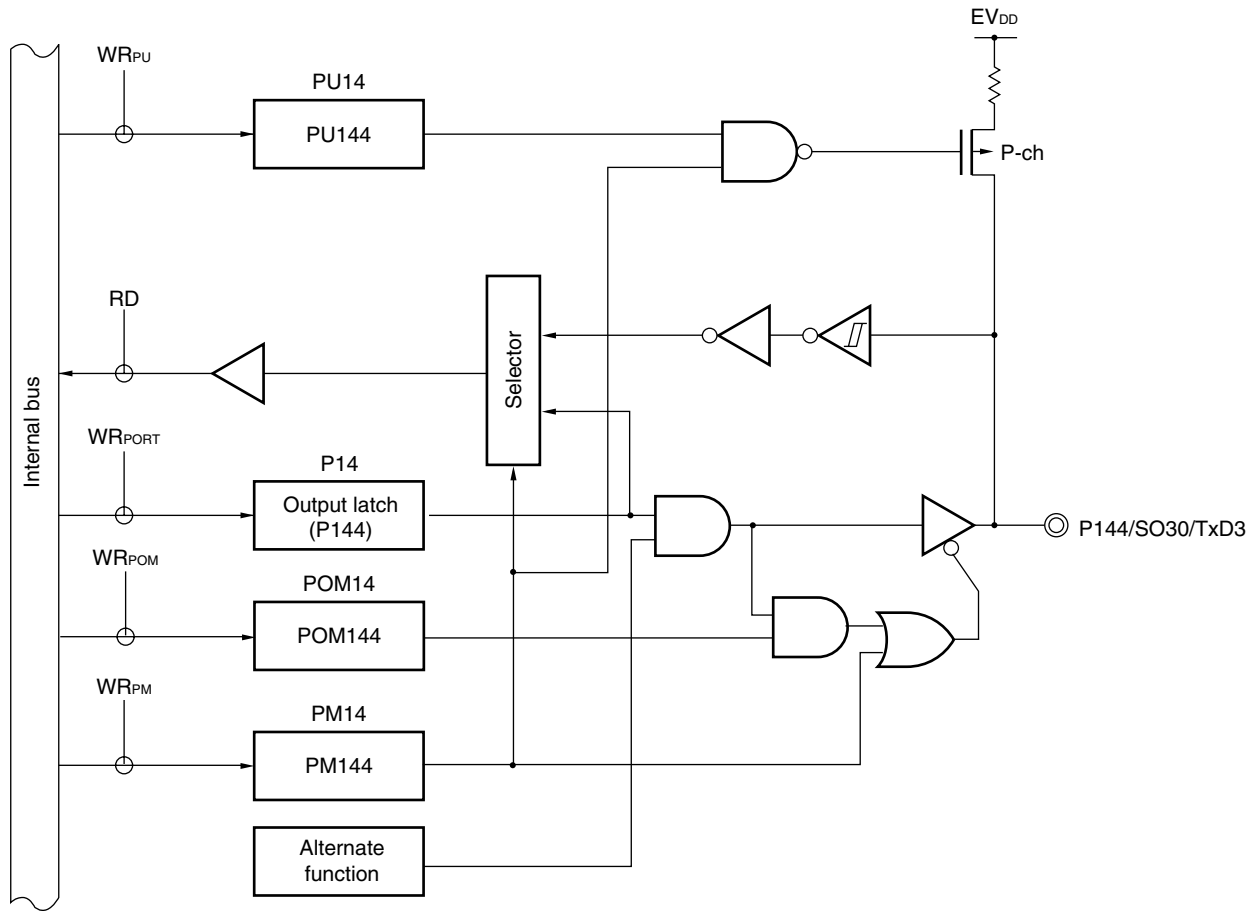 EVDD
WRPU
PU14
PU144
P-ch
RD
Selector
Internal bus
WRPORT
P14
Output latch
(P144)
P144/SO30/TxD3
WRPOM
POM14
POM144
WRPM
PM14
PM144
Alternate
function